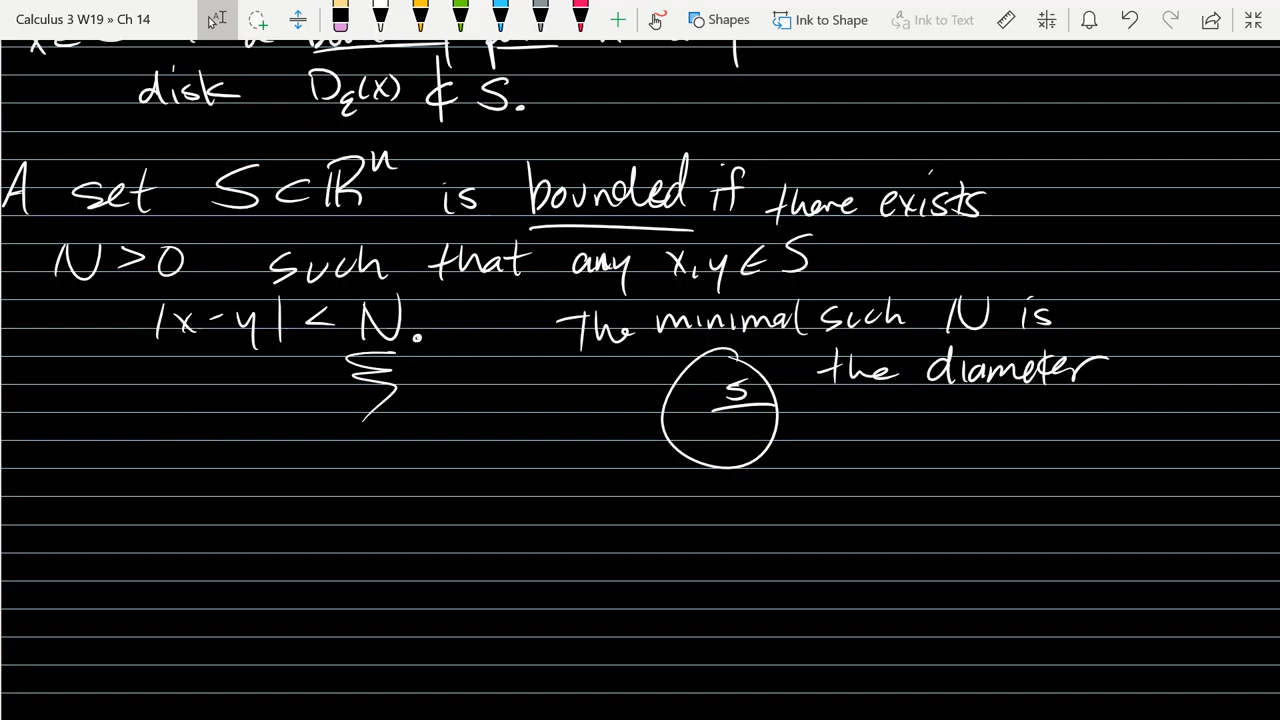 Calculus 3 W19 » Ch 14
Shapes
Ink to Shape
Ink to Text
disk Dε(x) ⊄ S.
A set S⊂ℝⁿ is bounded if there exists
N > 0 such that any x,y ∈ S
|x-y| < N. The minimal such N is
the diameter
S